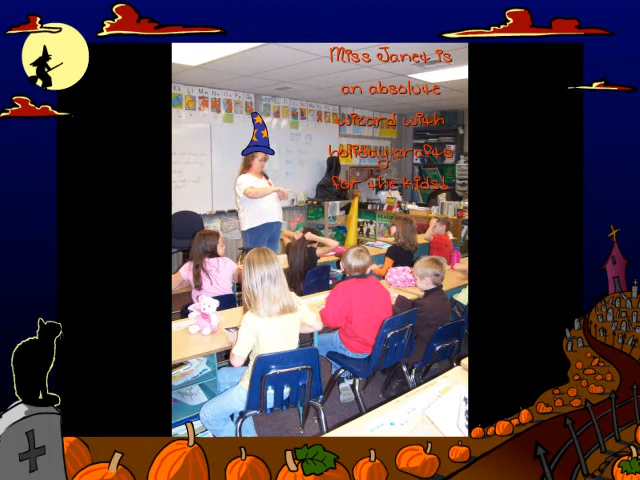 Miss Janet is
an absolute
wizard with
holiday crafts
for the kids!